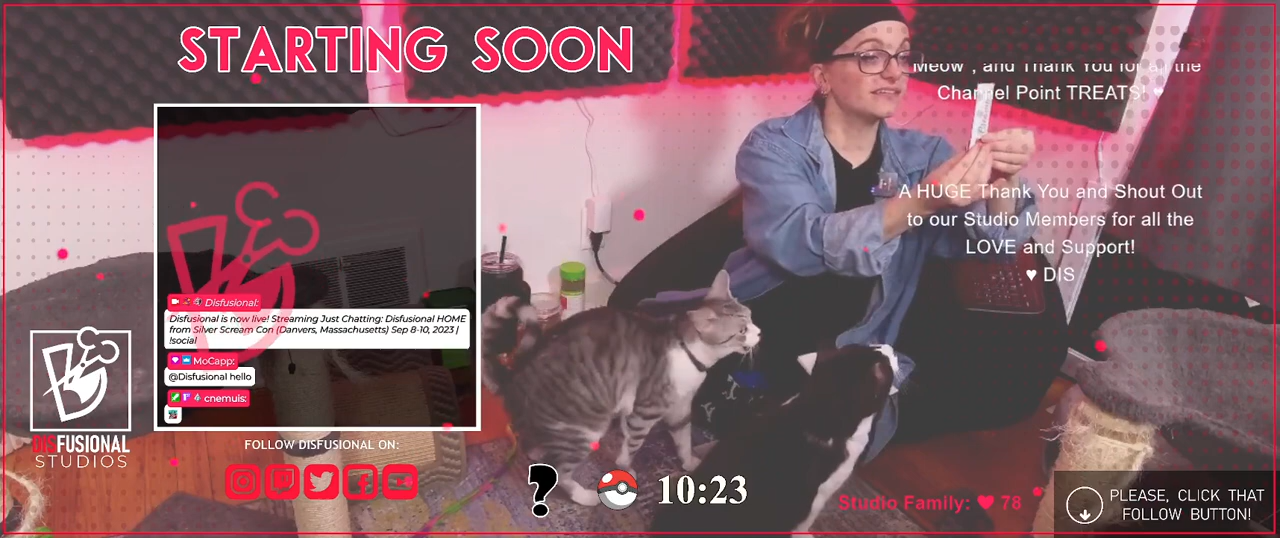 STARTING SOON
Meow", and Thank You for all the
Channel Point TREATS! ♥
A HUGE Thank You and Shout Out
to our Studio Members for all the
LOVE and Support!
♥ DIS
Disfusional:
Disfusional is now live! Streaming Just Chatting: Disfusional HOME
from Silver Scream Con (Danvers, Massachusetts) Sep 8-10, 2023 |
!social
MoCapp:
@Disfusional hello
cnemuis:
DISFUSIONAL
STUDIOS
FOLLOW DISFUSIONAL ON:
?
10:23
Studio Family: ♥ 78
PLEASE, CLICK THAT
FOLLOW BUTTON!